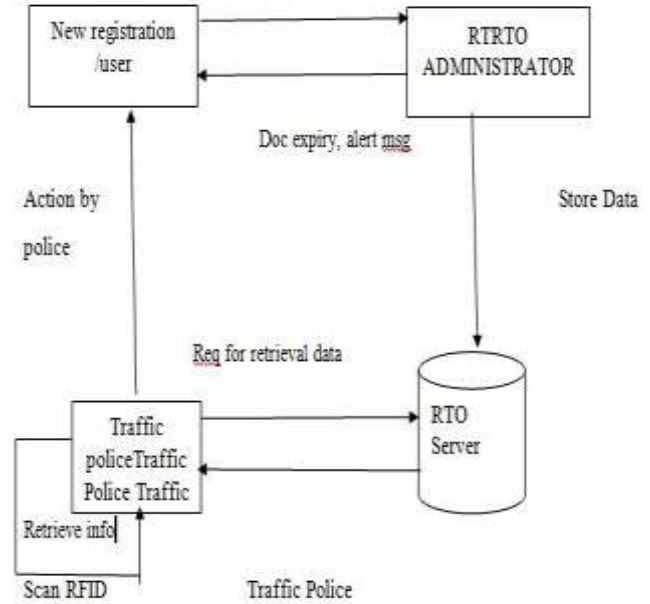 New registration
/user
RTRTO
ADMINISTRATOR
Doc expiry, alert msg
Action by
police
Store Data
Req for retrieval data
Traffic
policeTraffic
Police Traffic
RTO
Server
Retrieve info
Scan RFID
Traffic Police